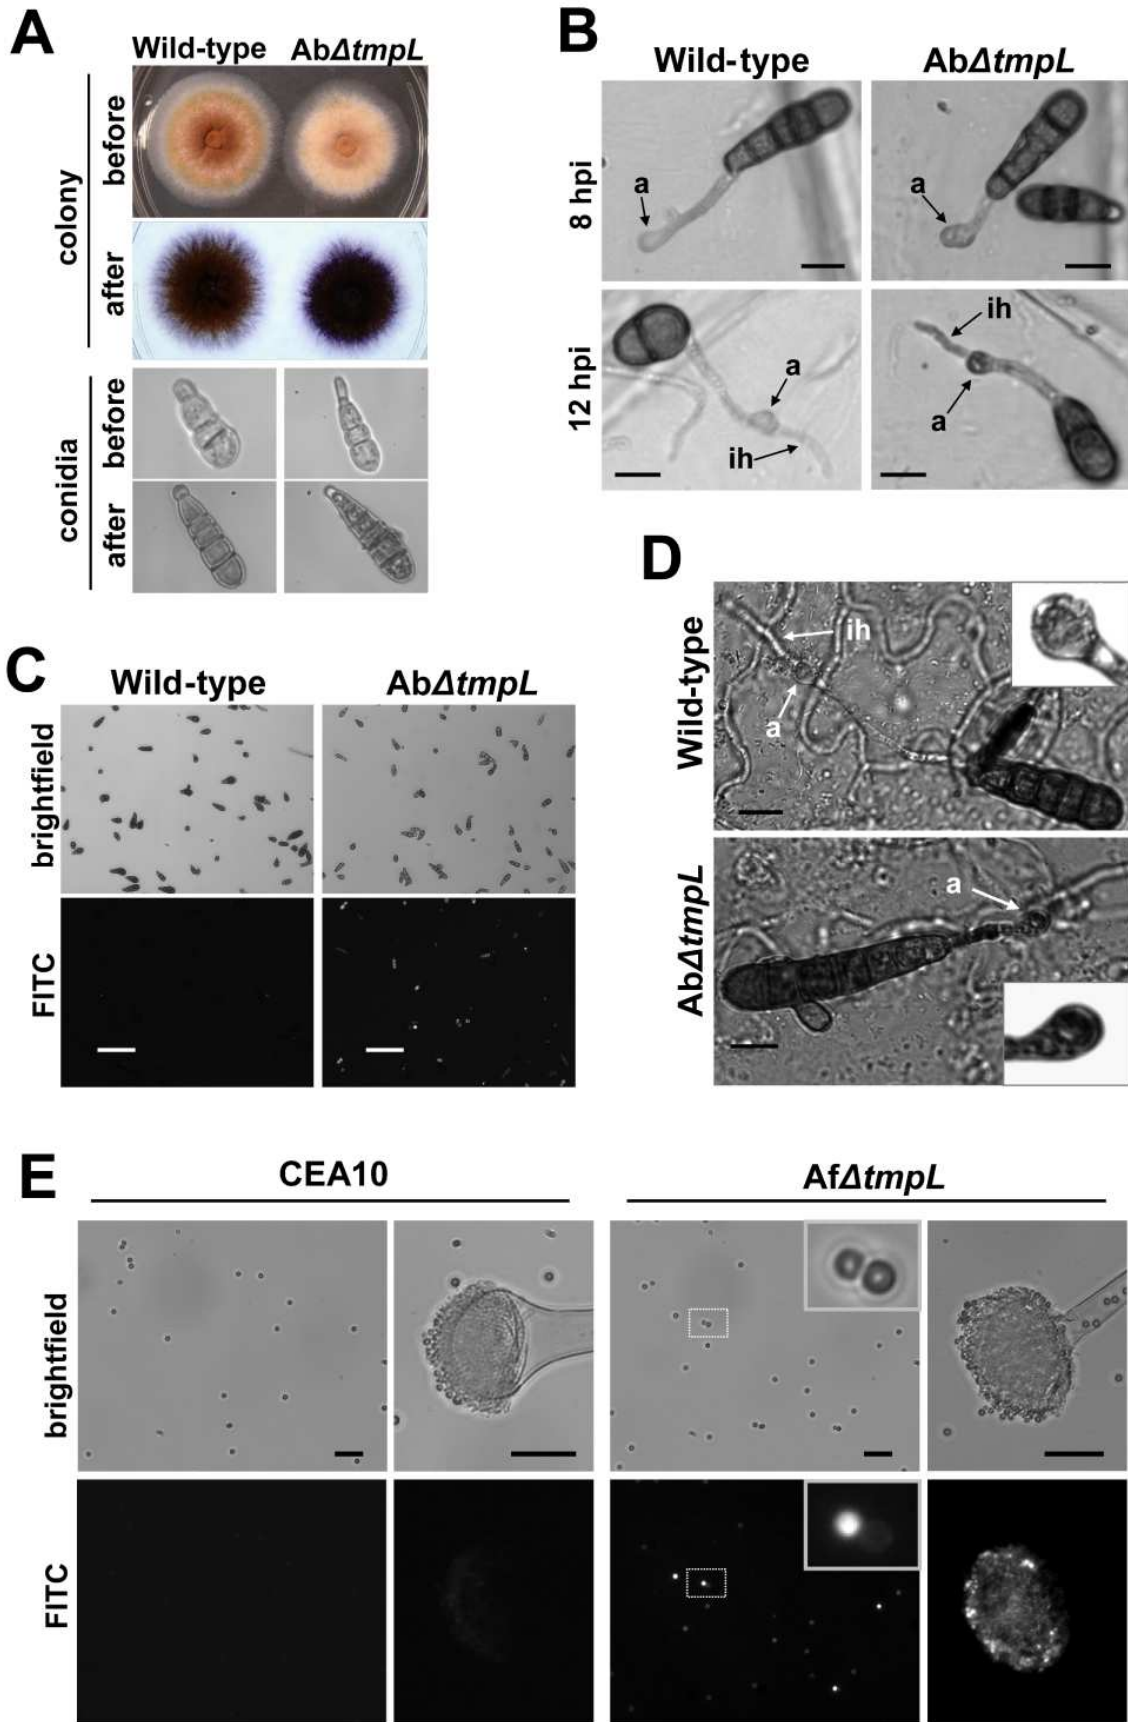 A
Wild-type AbΔtmpL
colony
before
after
conidia
before
after
B
Wild-type AbΔtmpL
8 hpi
a
a
12 hpi
a
ih
ih
a
C
Wild-type AbΔtmpL
brightfield
FITC
D
Wild-type
ih
a
AbΔtmpL
a
E
CEA10 AfΔtmpL
brightfield
FITC